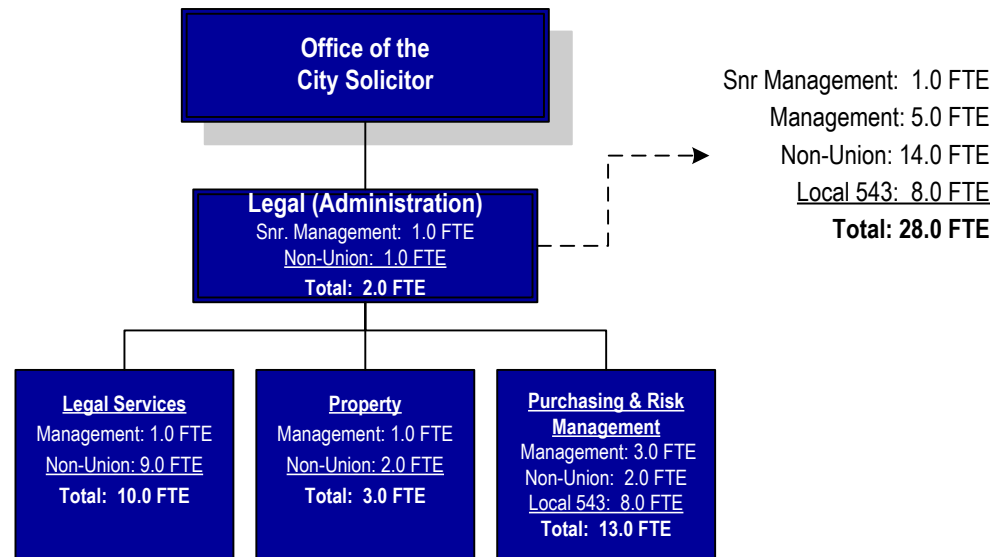 Office of the
City Solicitor
Snr Management: 1.0 FTE
Management: 5.0 FTE
Non-Union: 14.0 FTE
Local 543: 8.0 FTE
Total: 28.0 FTE
Legal (Administration)
Snr. Management: 1.0 FTE
Non-Union: 1.0 FTE
Total: 2.0 FTE
Legal Services
Management: 1.0 FTE
Non-Union: 9.0 FTE
Total: 10.0 FTE
Property
Management: 1.0 FTE
Non-Union: 2.0 FTE
Total: 3.0 FTE
Purchasing & Risk
Management
Management: 3.0 FTE
Non-Union: 2.0 FTE
Local 543: 8.0 FTE
Total: 13.0 FTE